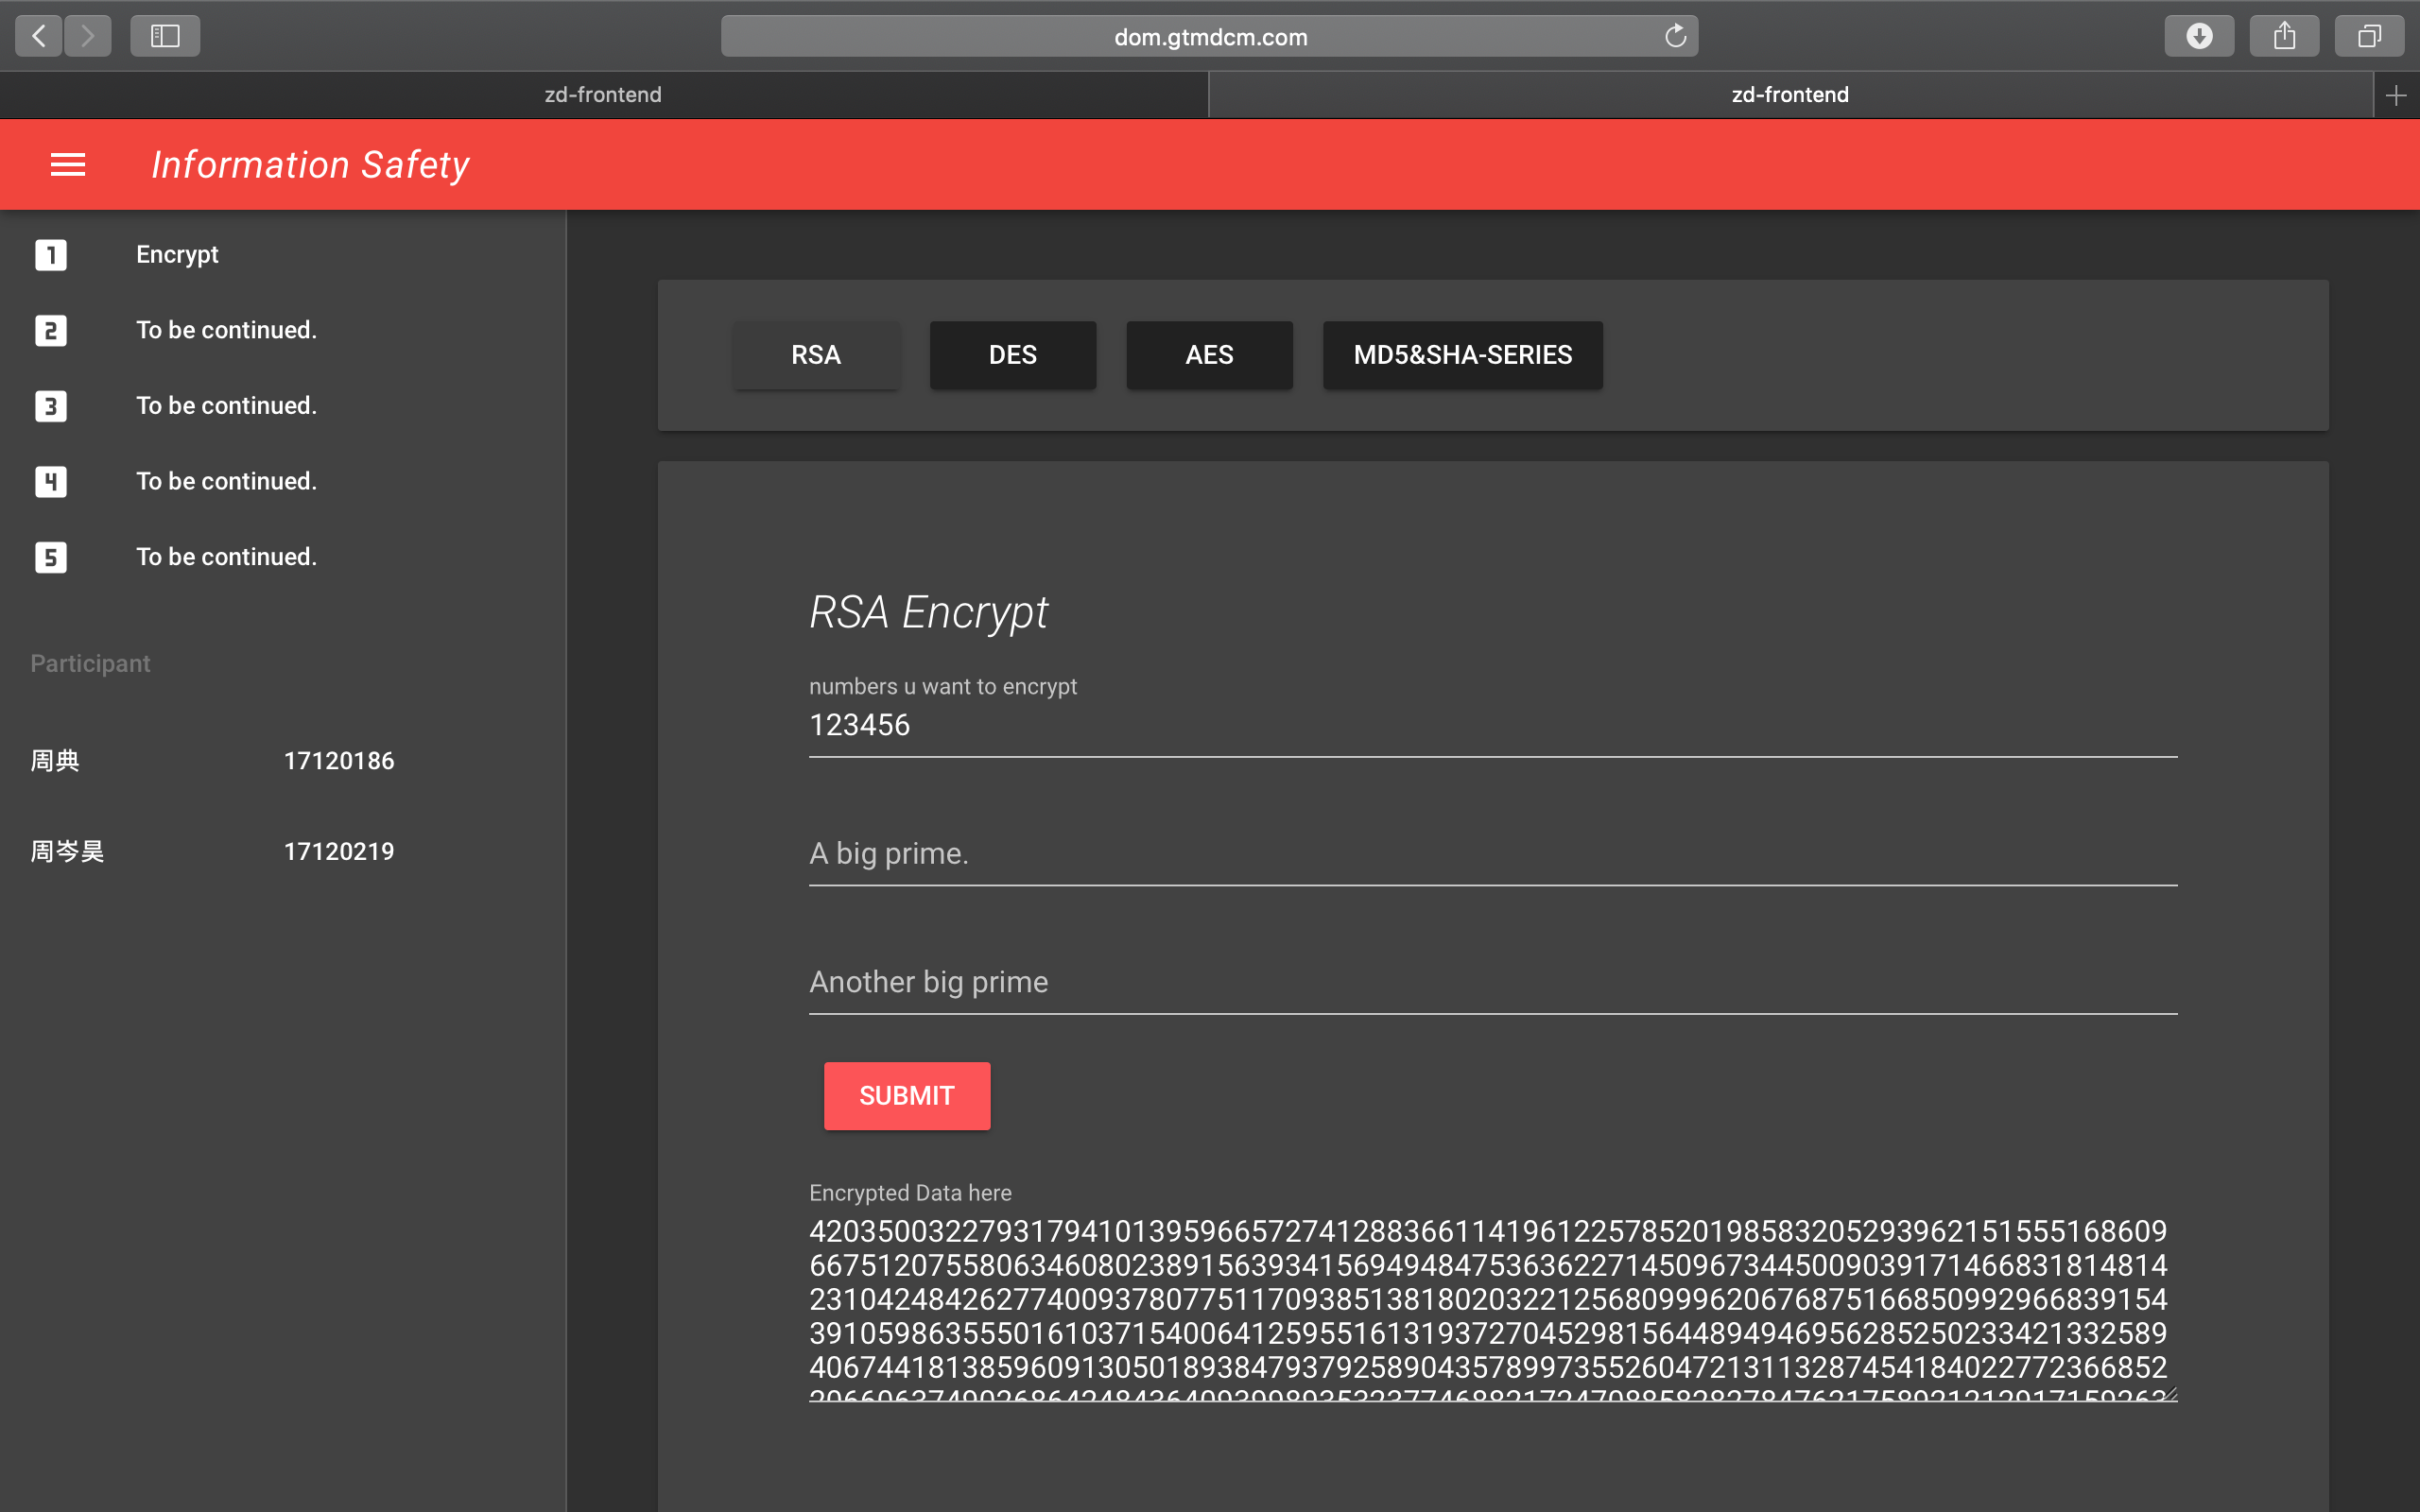 dom.gtmdcm.com
zd-frontend
zd-frontend
Information Safety
1 Encrypt
2 To be continued.
3 To be continued.
4 To be continued.
5 To be continued.
Participant
周典 17120186
周岑昊 17120219
RSA DES AES MD5&SHA-SERIES
RSA Encrypt
numbers u want to encrypt
123456
A big prime.
Another big prime
SUBMIT
Encrypted Data here
4203500322793179410139596657274128836611419612257852019858320529396215155516860​9
66751207558063460802389156393415694948475363622714509673445009039171466831814814
23104248426277400937807751170938513818020322125680999620676875166850992966839154
39105986355501610371540064125955161319372704529815644894946956285250233421332589
40674418138596091305018938479379258904357899735526047213113287454184022772366852